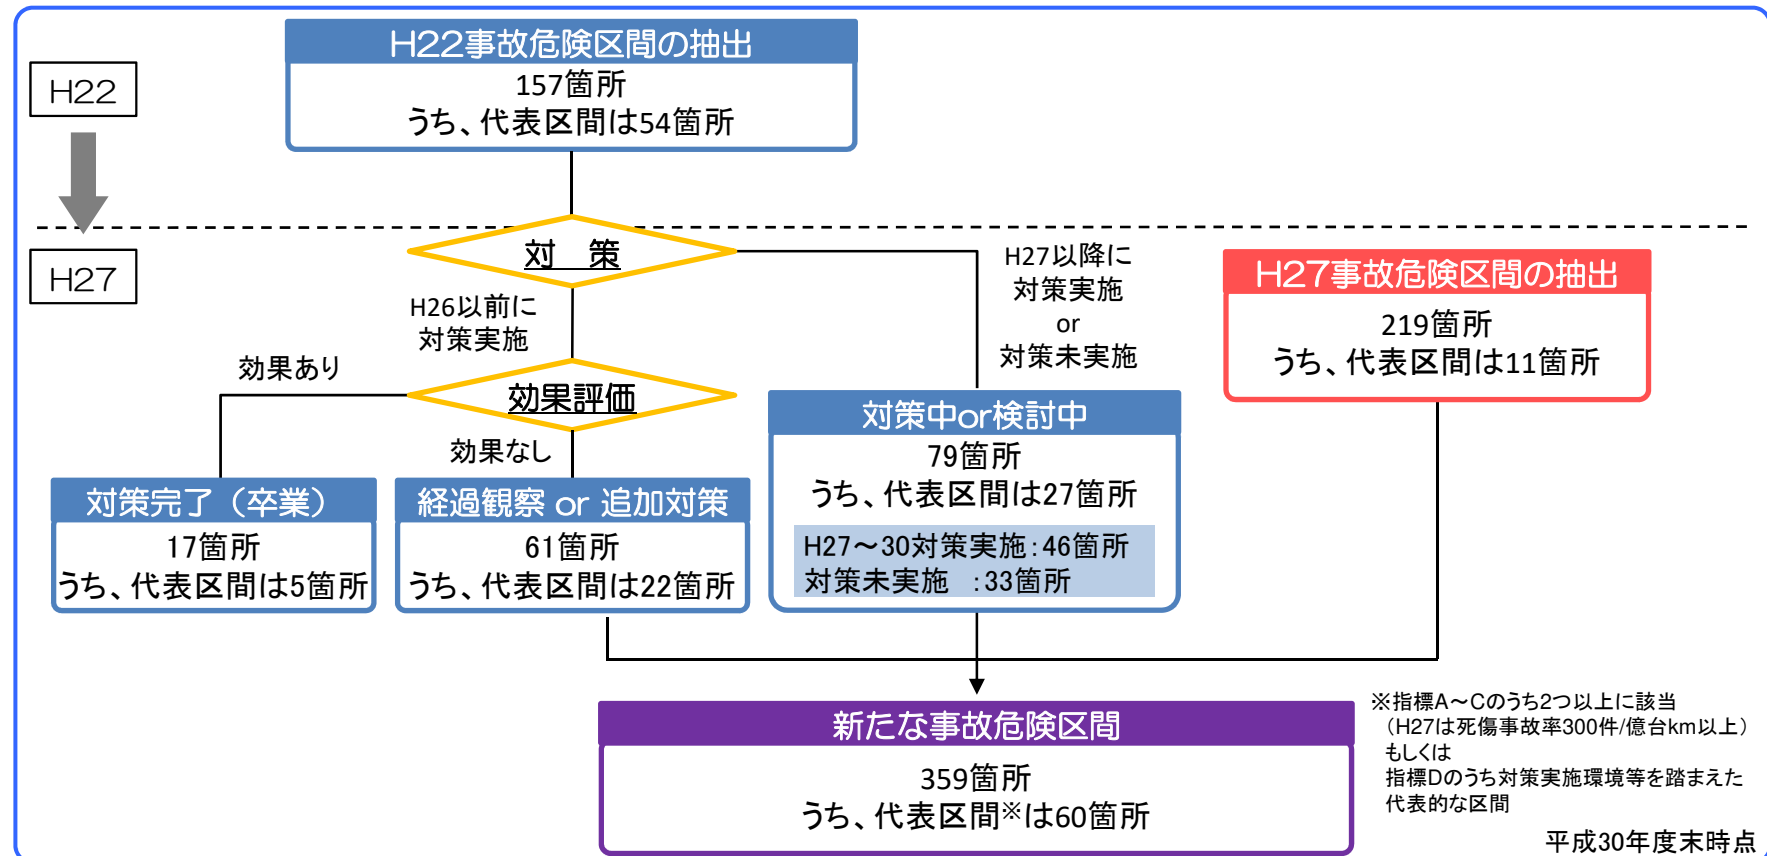 H22事故危険区間の抽出
157箇所
うち、代表区間は54箇所
H22
H27
対　策
H26以前に
対策実施
H27以降に
対策実施
or
対策未実施
H27事故危険区間の抽出
219箇所
うち、代表区間は11箇所
効果あり
効果評価
効果なし
対策完了（卒業）
17箇所
うち、代表区間は5箇所
経過観察 or 追加対策
61箇所
うち、代表区間は22箇所
対策中or検討中
79箇所
うち、代表区間は27箇所
H27～30対策実施：46箇所
対策未実施　：33箇所
新たな事故危険区間
359箇所
うち、代表区間※は60箇所
※指標A～Cのうち2つ以上に該当
（H27は死傷事故率300件/億台km以上）
もしくは
指標Dのうち対策実施環境等を踏まえた
代表的な区間
平成30年度末時点